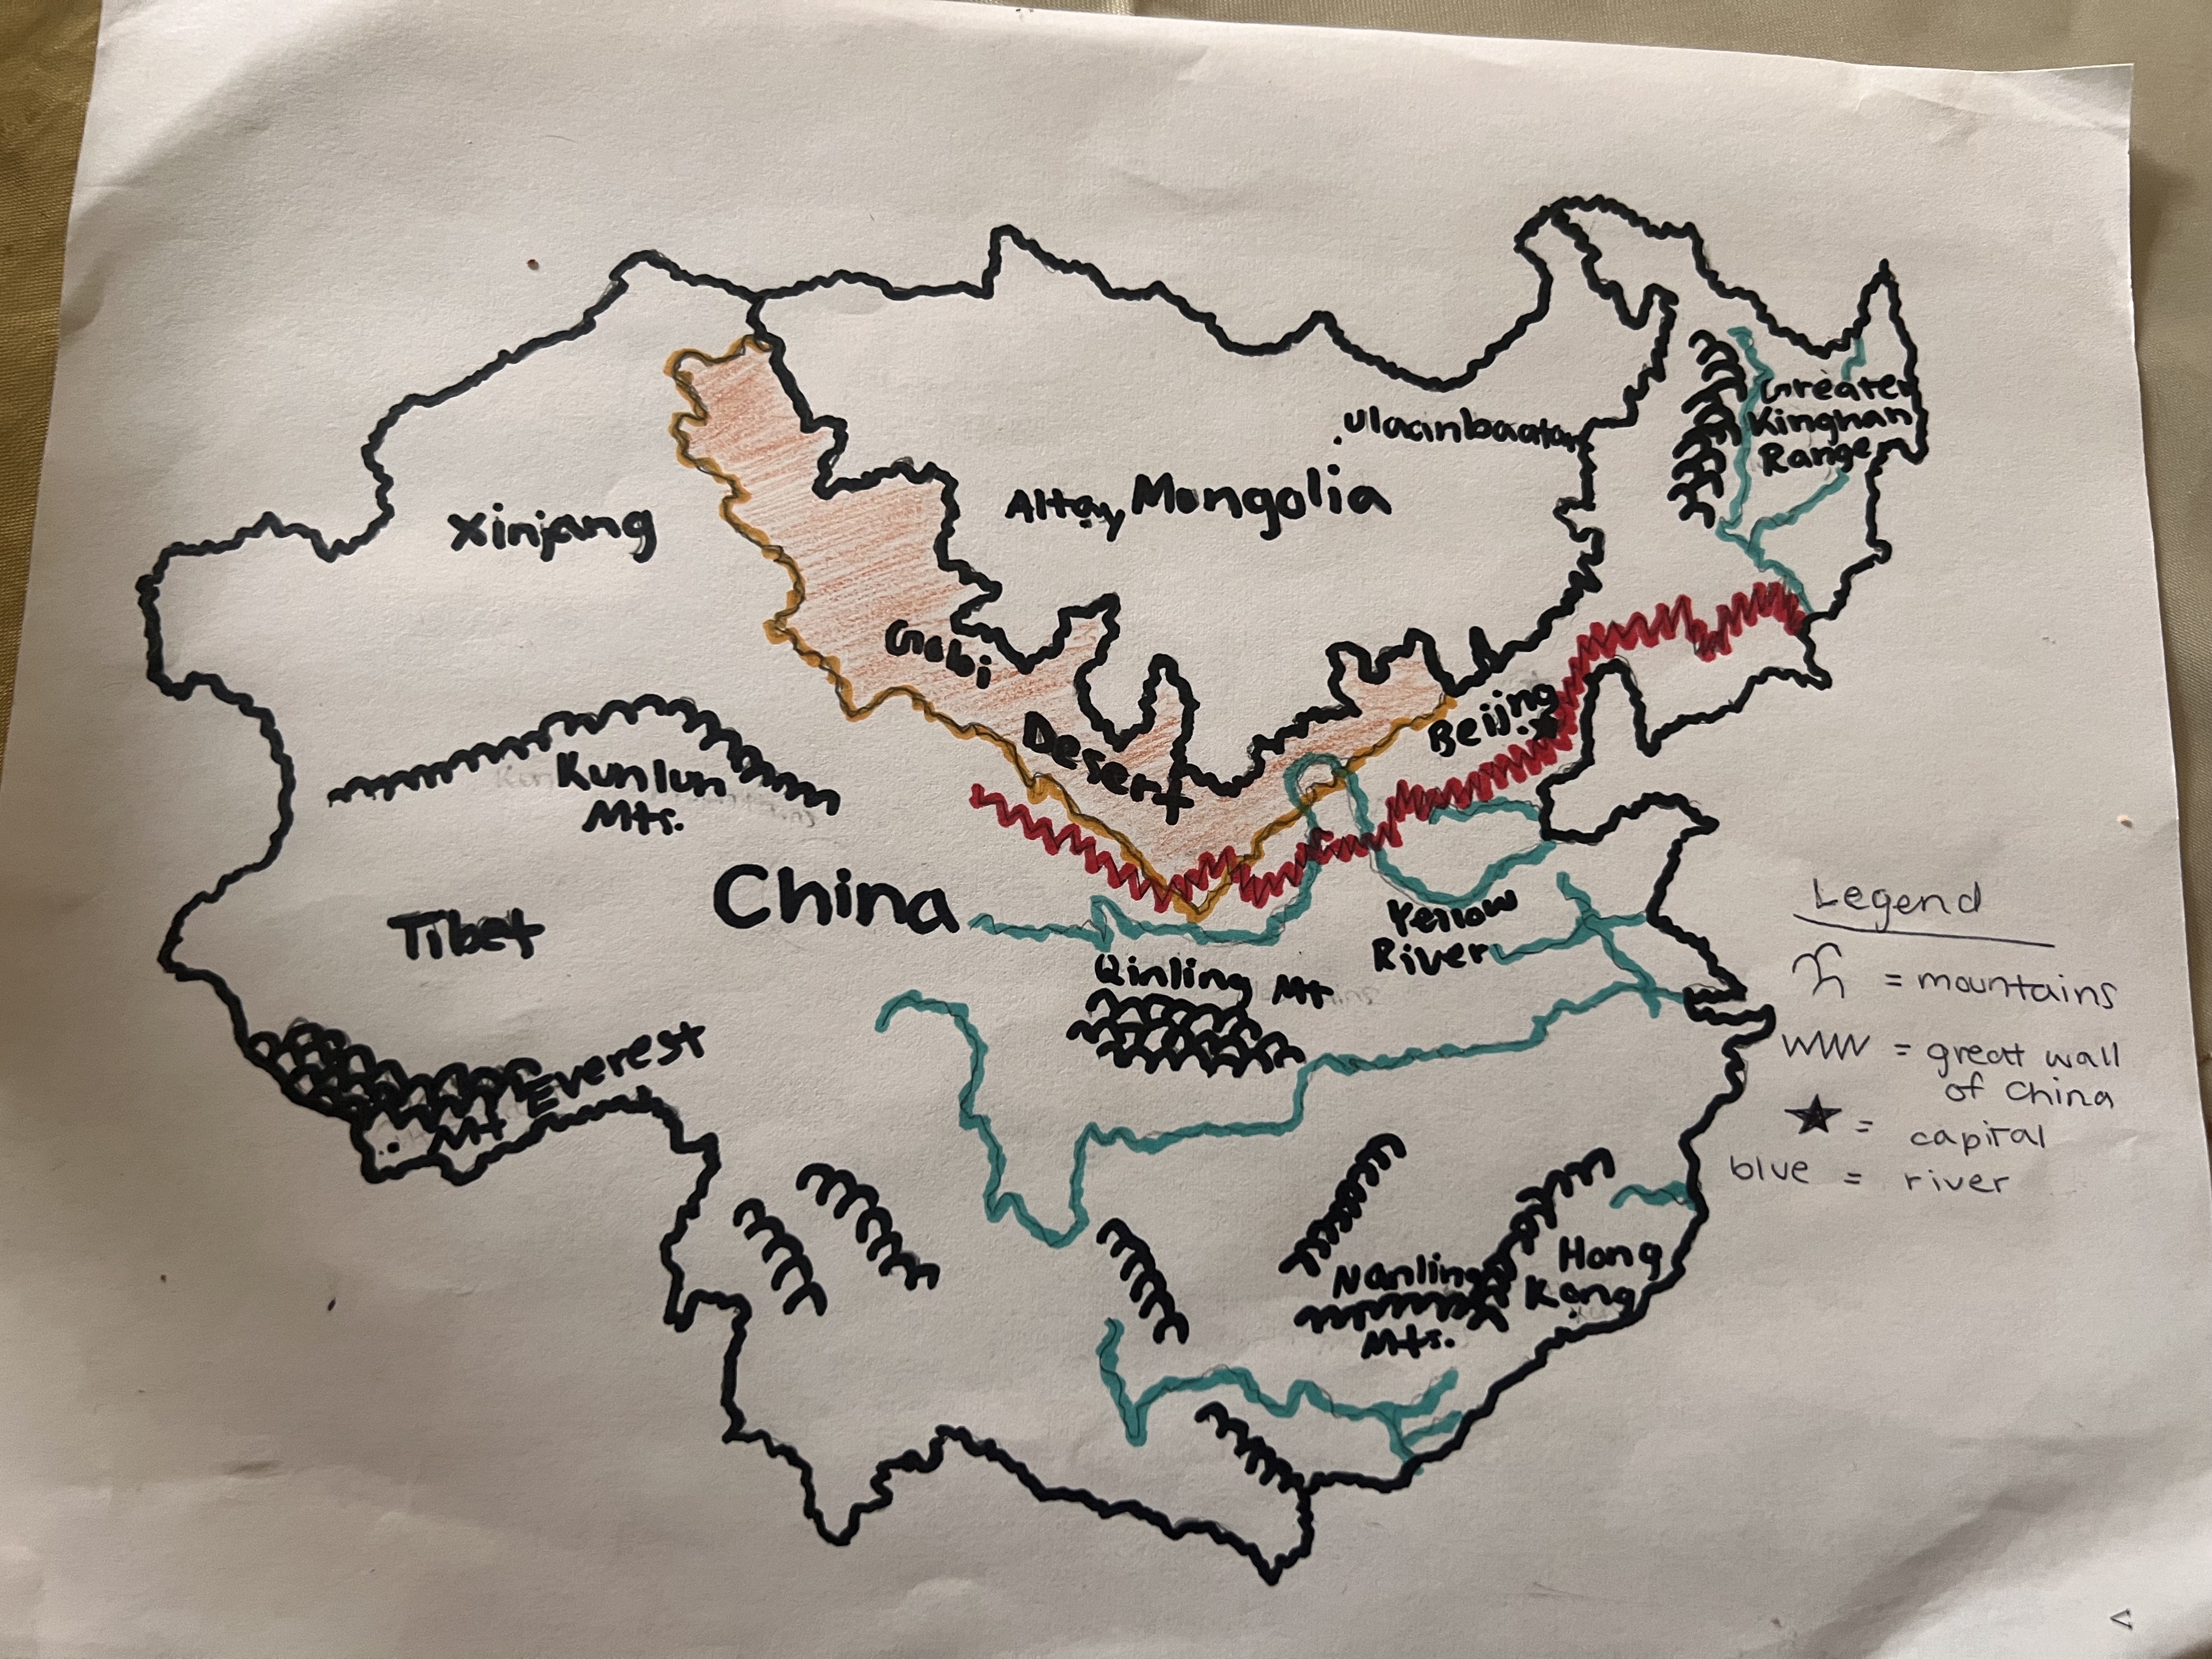 Xinjang
Altay Mongolia
.Ulaanbaatar
Greater
Kinghan
Range
Gobi
Desert
Beijing
Kunlun
Mts.
Tibet
China
Yellow
River
Qinling Mt
Mt Everest
Nanling
Mts.
Hong
Kong
Legend
= mountains
= great wall
of china
★ = capital
blue = river